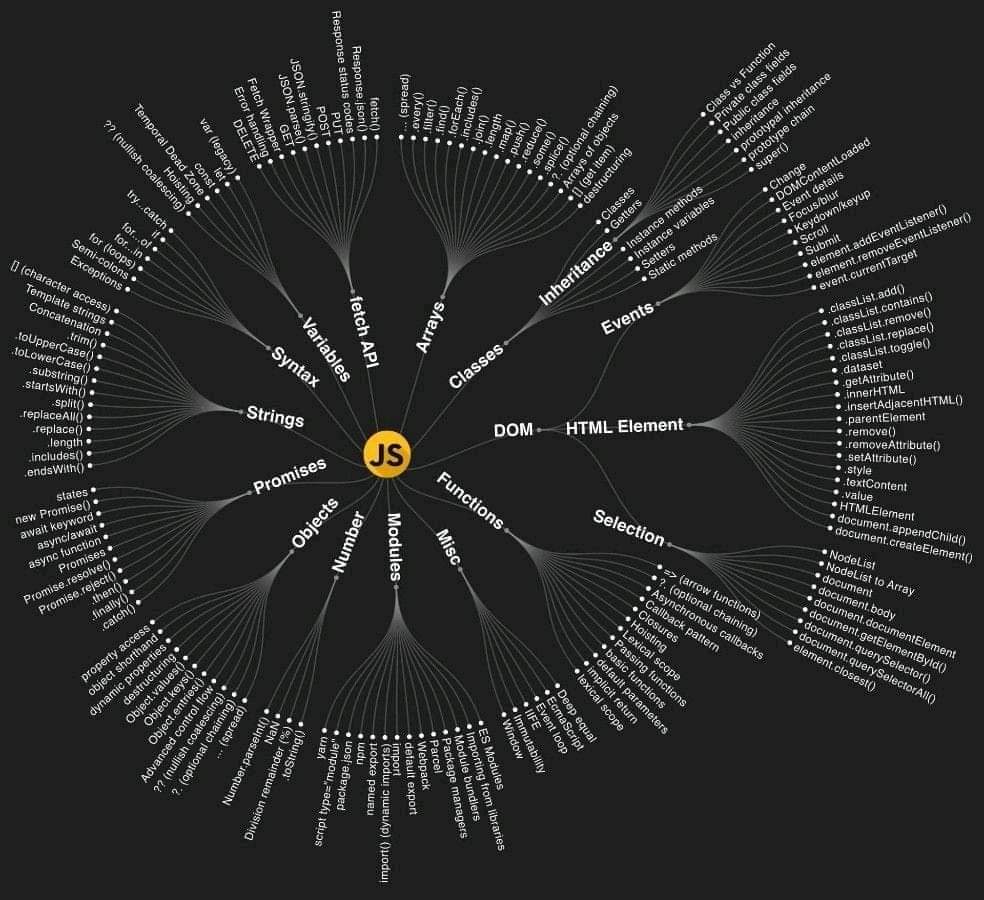 JS
fetch API
DELETE
Error handling
Fetch Wrapper
GET
JSON.parse()
JSON.stringify()
POST
PUT
Response status codes
Response.json()
fetch()
Arrays
... (spread)
.every()
.filter()
.find()
.forEach()
.includes()
.join()
.length
.map()
.push()
.reduce()
.some()
.splice()
?. (optional chaining)
Arrays of objects
[] (get item)
destructuring
Classes
Classes
Getters
Inheritance
Class vs Function
Private class fields
Public class fields
inheritance
prototypal inheritance
prototype chain
super()
Instance methods
Instance variables
Setters
Static methods
DOM
Events
Change
DOMContentLoaded
Event details
Focus/blur
Keydown/keyup
Scroll
Submit
element.addEventListener()
element.removeEventListener()
event.currentTarget
HTML Element
.classList.add()
.classList.contains()
.classList.remove()
.classList.replace()
.classList.toggle()
.dataset
.getAttribute()
.innerHTML
.insertAdjacentHTML()
.parentElement
.remove()
.removeAttribute()
.setAttribute()
.style
.textContent
.value
HTMLElement
document.appendChild()
document.createElement()
Selection
NodeList
NodeList to Array
document
document.body
document.documentElement
document.getElementById()
document.querySelector()
document.querySelectorAll()
element.closest()
Functions
=> (arrow functions)
?. (optional chaining)
Asynchronous callbacks
Callback pattern
Closures
Hoisting
Lexical scope
Passing functions
basic functions
default parameters
implicit return
lexical scope
Misc
Deep equal
EcmaScript
Event loop
IIFE
Immutability
Window
Modules
ES Modules
Importing from libraries
Module bundlers
Package managers
Parcel
Webpack
default export
import
import() (dynamic imports)
named export
npm
package.json
script type="module"
yarn
Number
.toString()
Division remainder (%)
NaN
Number.parseInt()
Objects
... (spread)
?. (optional chaining)
?? (nullish coalescing)
Advanced control flow
Object.entries()
Object.keys()
Object.values()
destructuring
dynamic properties
object shorthand
property access
Promises
.catch()
.finally()
.then()
Promise.reject()
Promise.resolve()
Promises
async function
async/await
await keyword
new Promise()
states
Strings
.endsWith()
.includes()
.length
.replace()
.replaceAll()
.split()
.startsWith()
.substring()
.toLowerCase()
.toUpperCase()
.trim()
Concatenation
Template strings
[] (character access)
Syntax
Exceptions
Semi-colons
for (loops)
for...in
for...of
try...catch
Variables
?? (nullish coalescing)
Hoisting
Temporal Dead Zone
const
let
var (legacy)